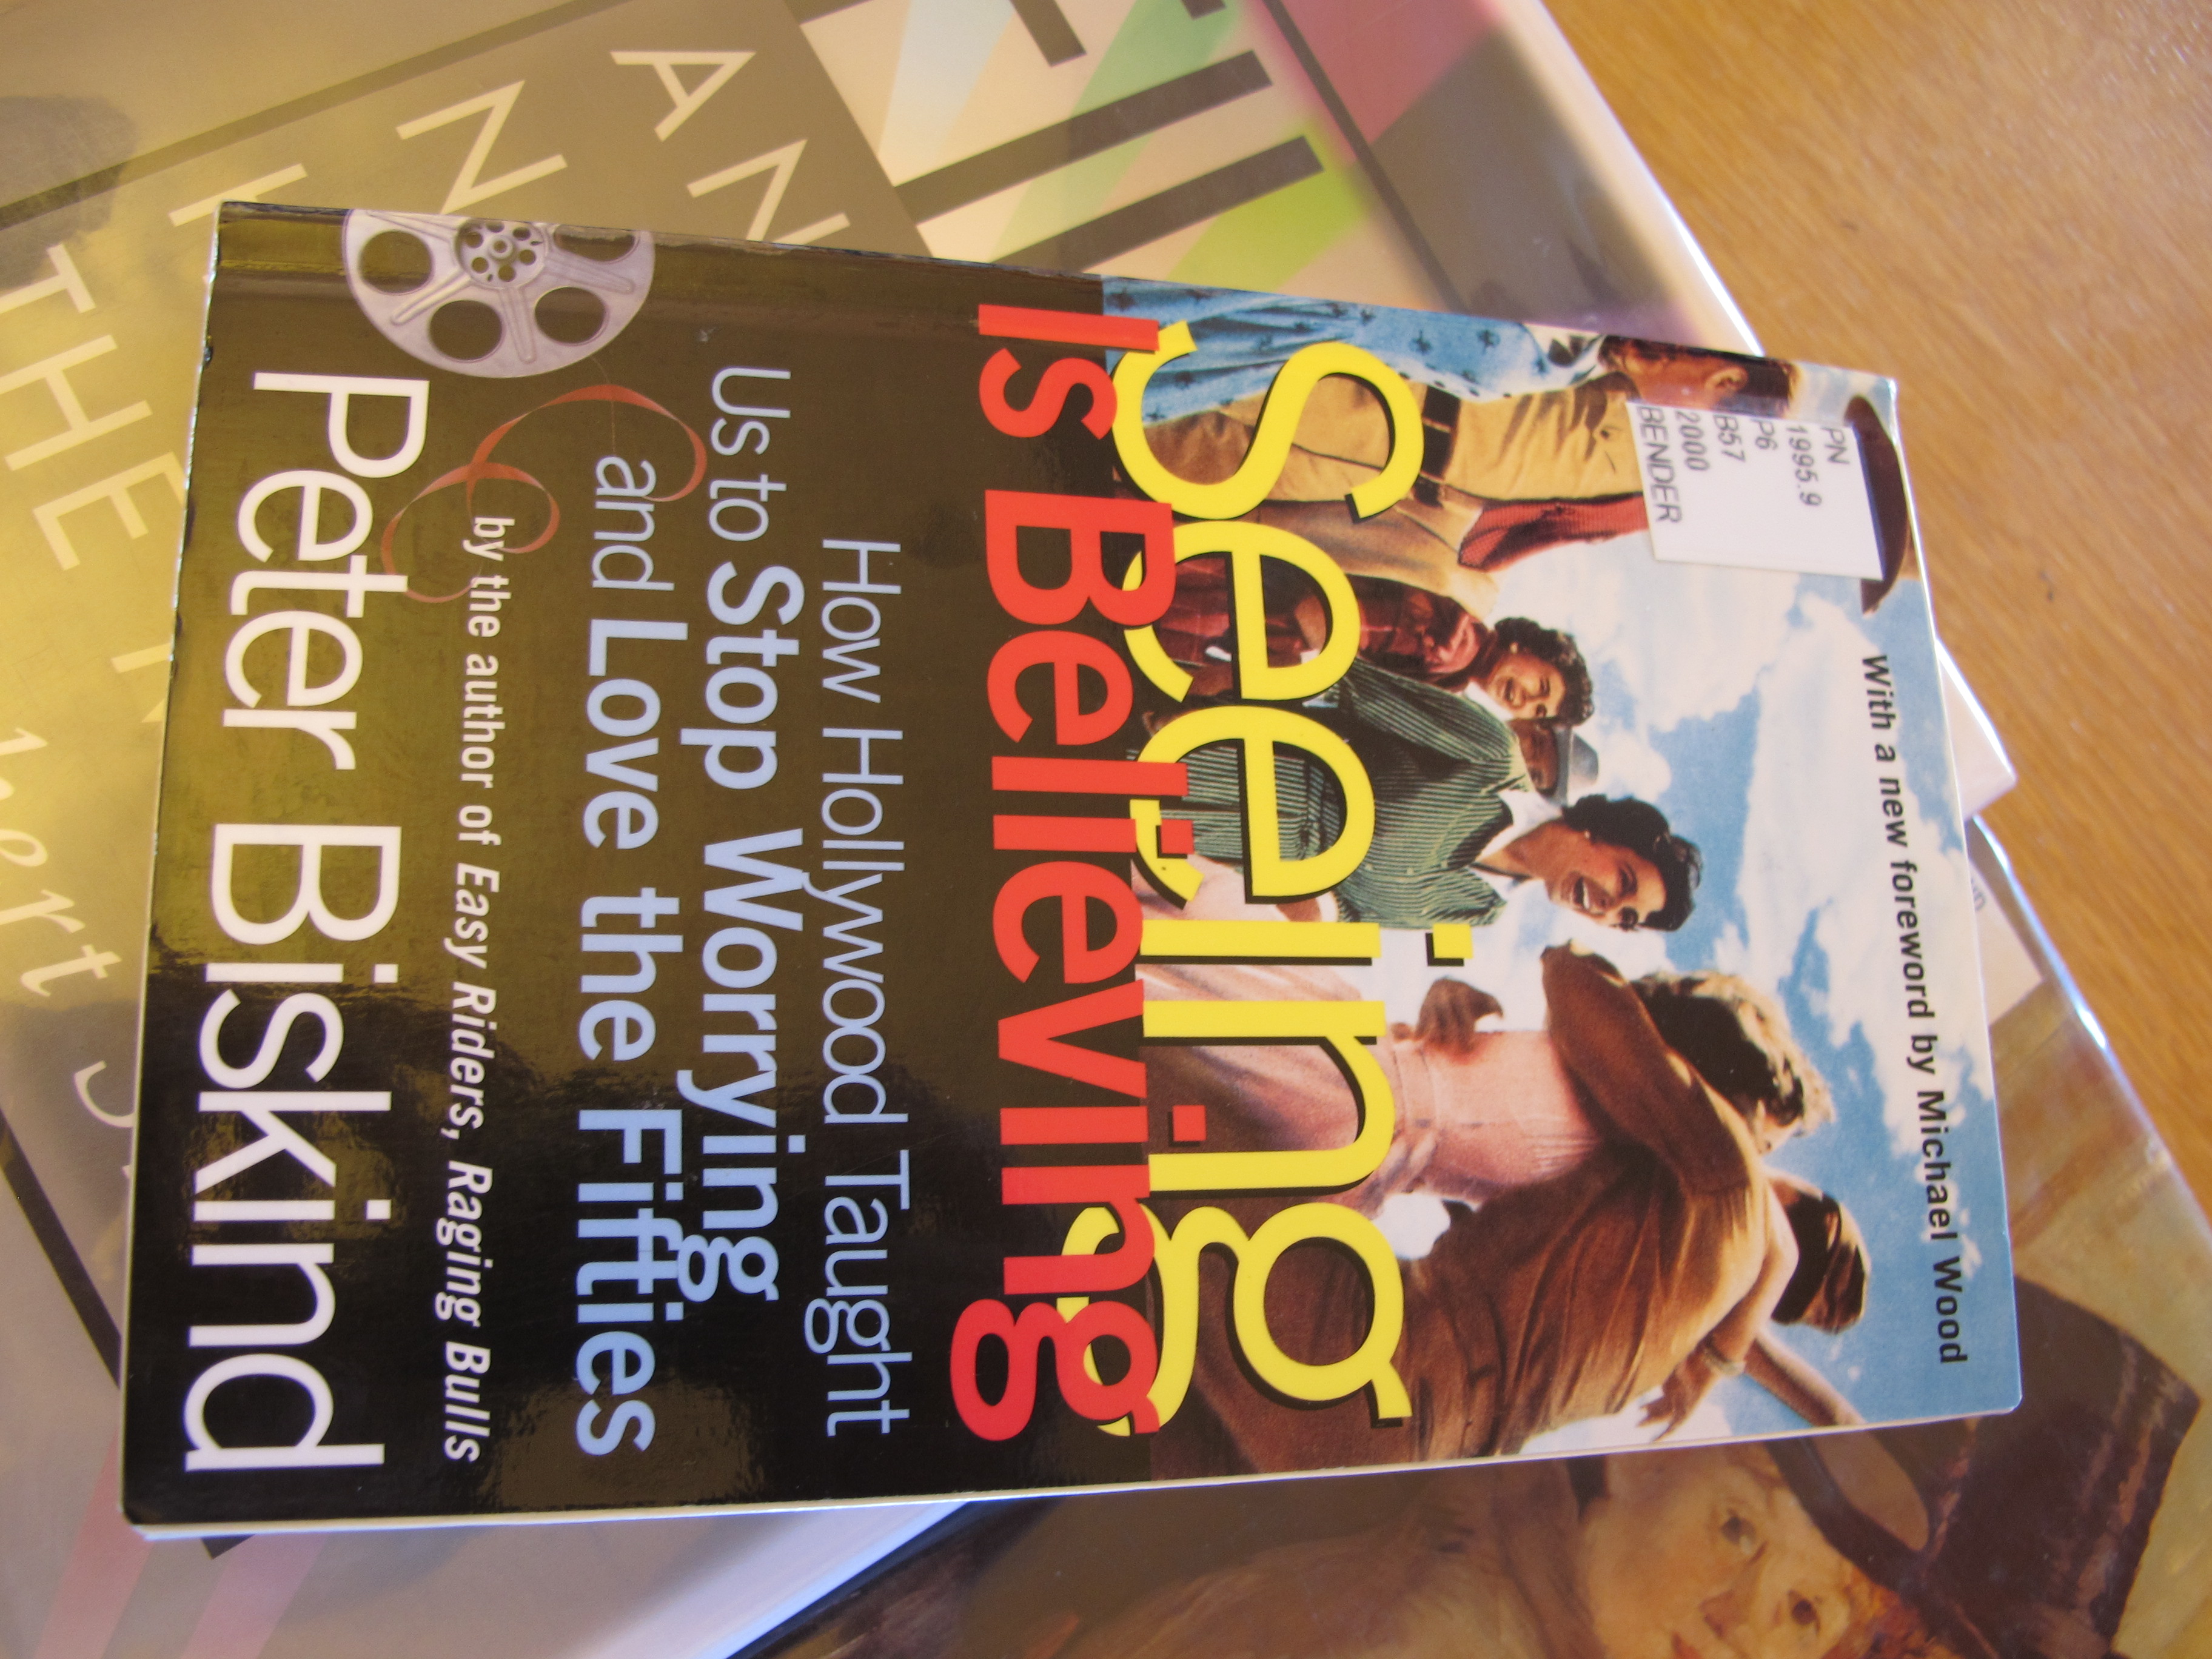 With a new foreword by Michael Wood
PN
1995.9
P6
B57
2000
BENDER
Seeing
Is Believing
How Hollywood Taught
Us to Stop Worrying
and Love the Fifties
by the author of Easy Riders, Raging Bulls
Peter Biskind
THE